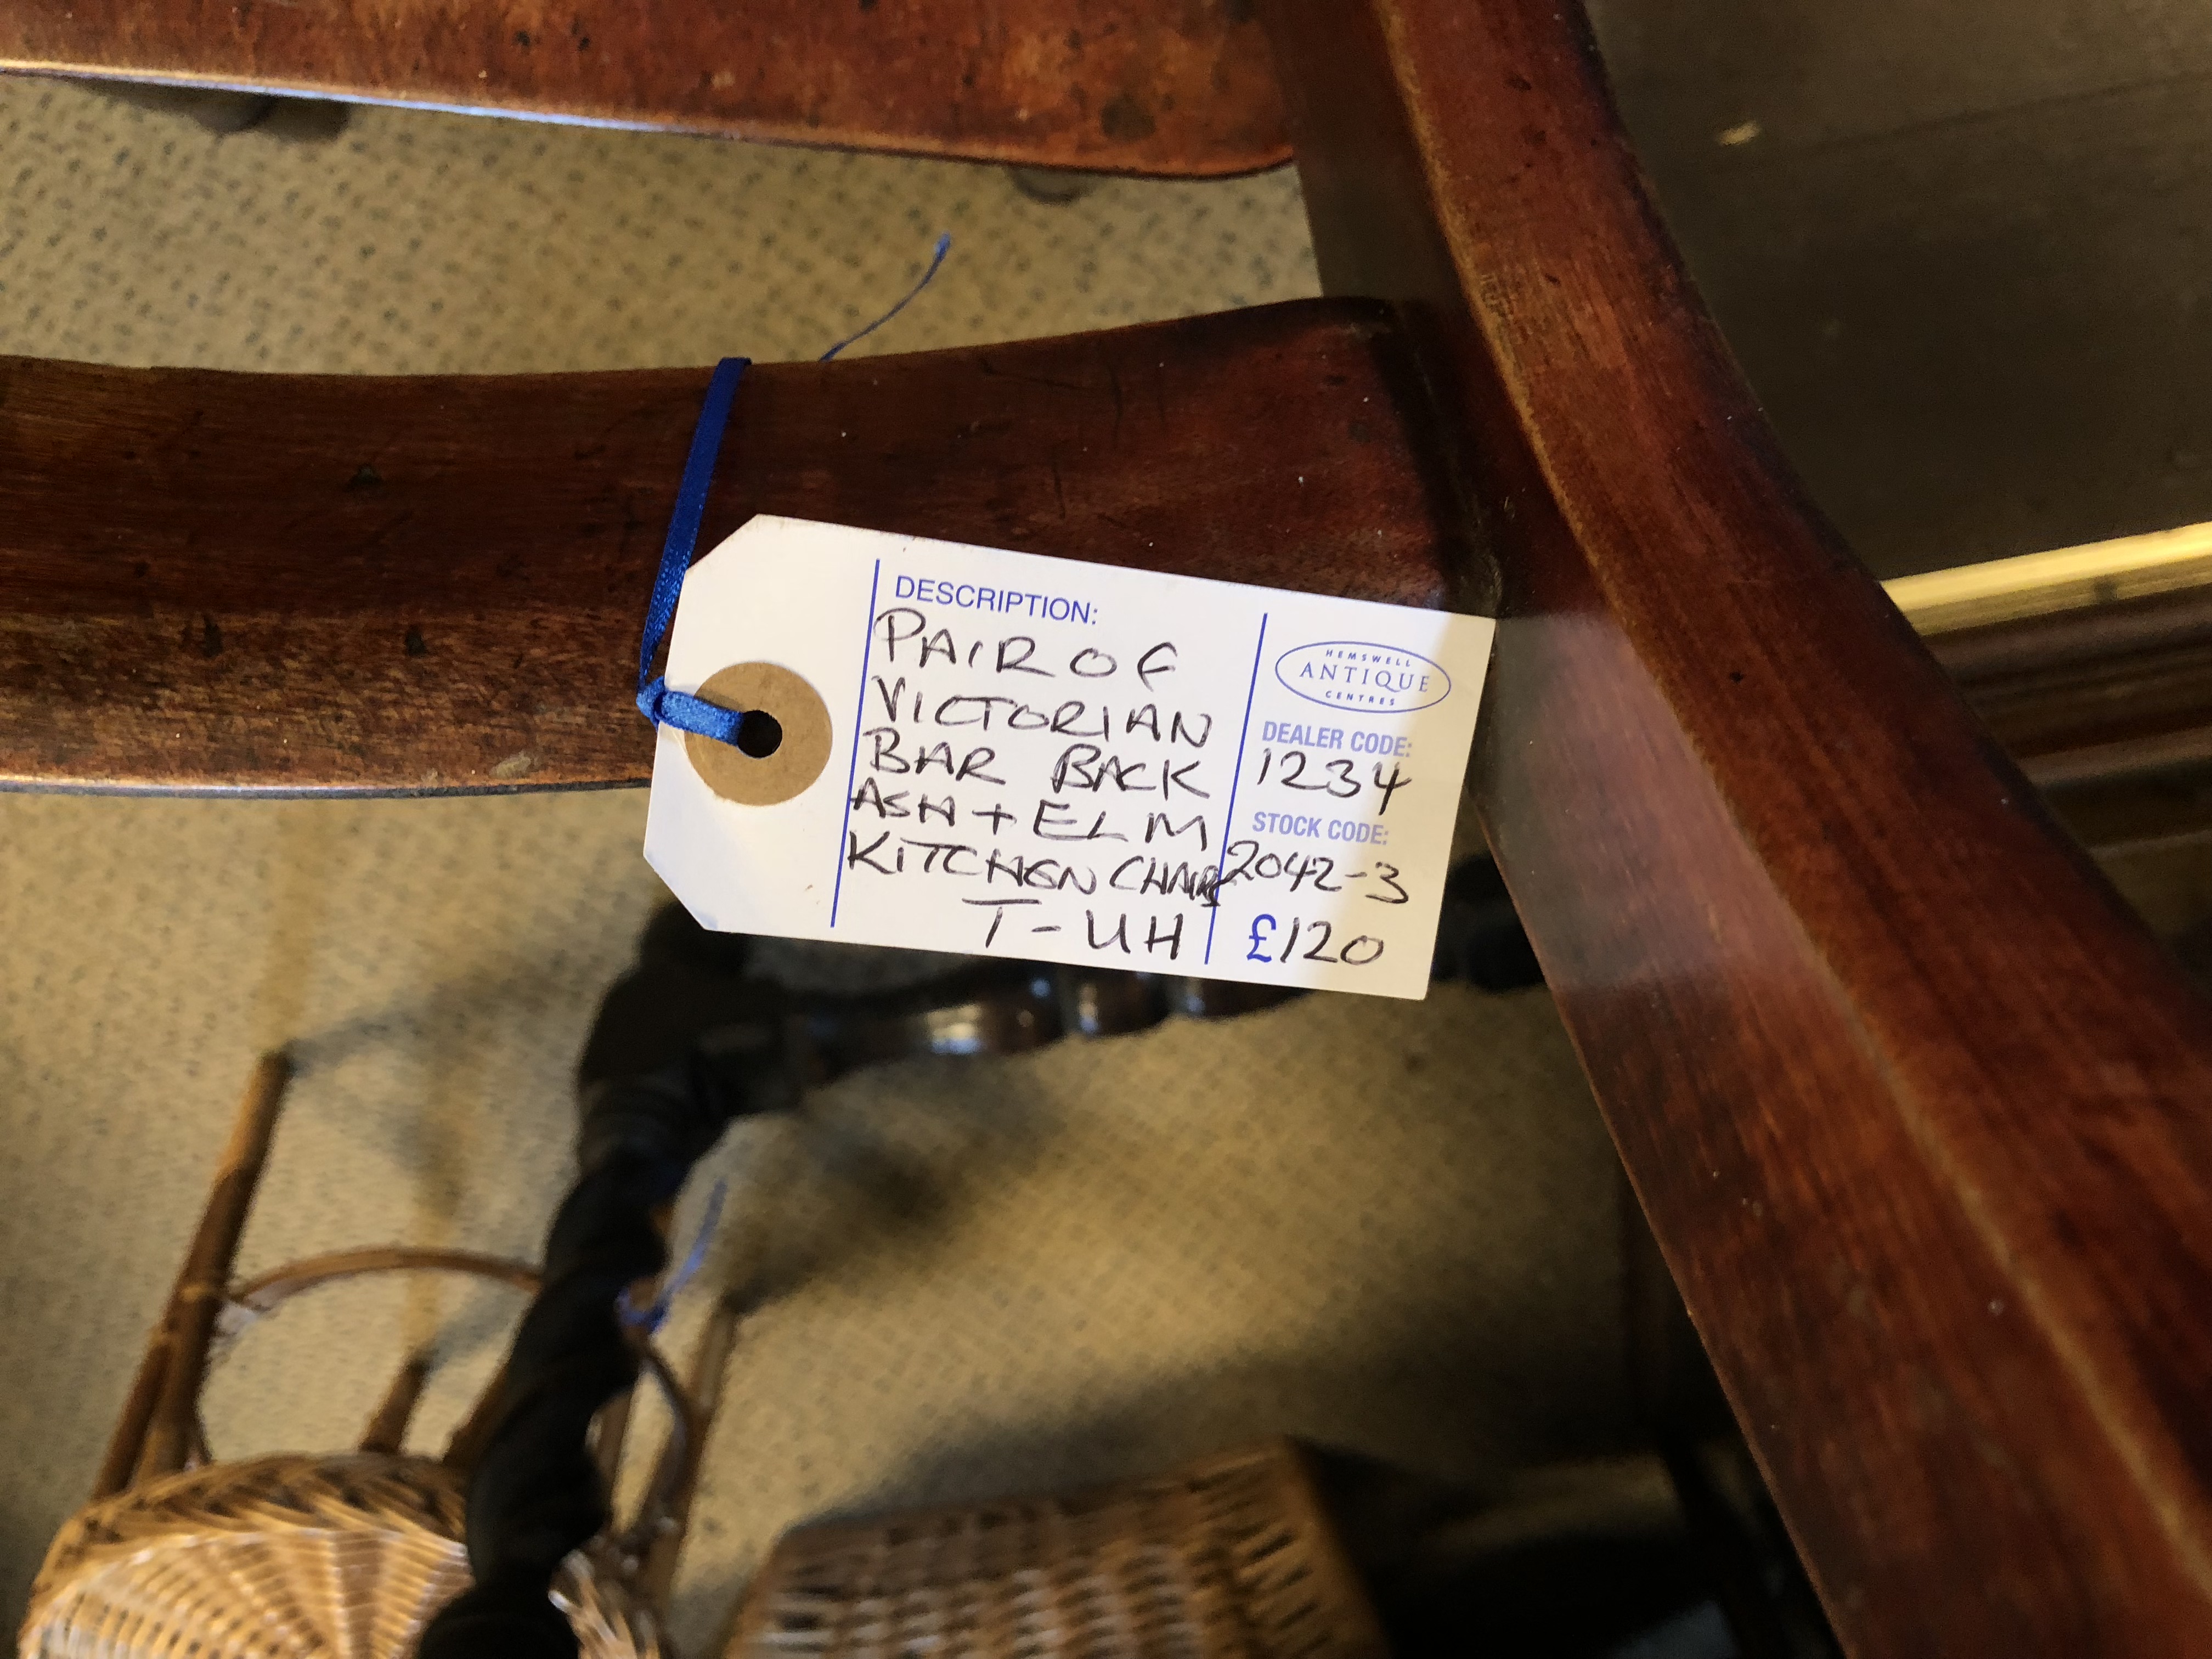 DESCRIPTION:
PAIR OF
VICTORIAN
BAR BACK
ASH + ELM
KITCHEN CHAIRS
T-UH
HEMSWELL
ANTIQUE
CENTRES
DEALER CODE:
1234
STOCK CODE:
2042-3
£120